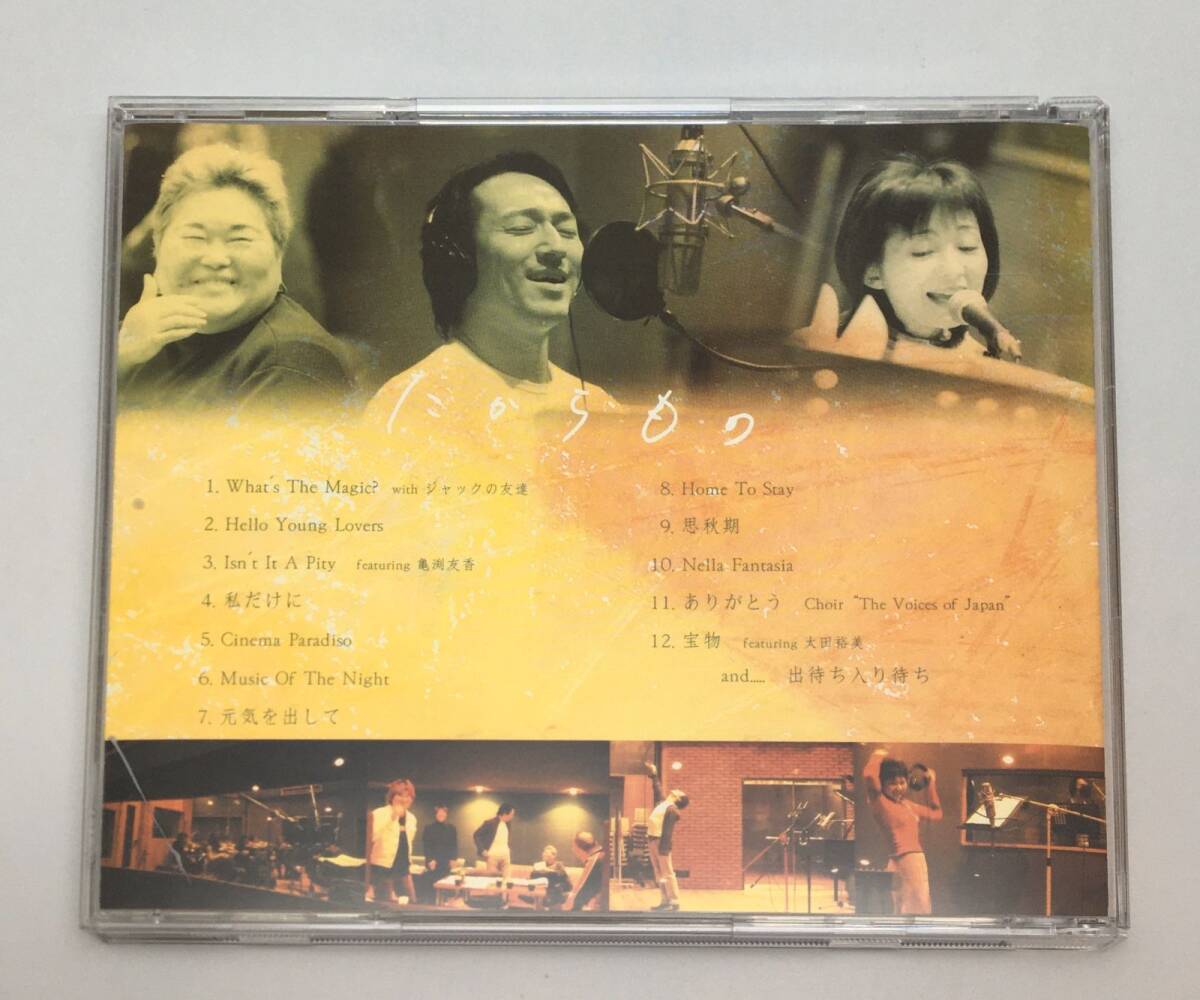 たからもの
1. What's The Magic? with ジャックの友達
2. Hello Young Lovers
3. Isn't It A Pity featuring 亀渕友香
4. 私だけに
5. Cinema Paradiso
6. Music Of The Night
7. 元気を出して
8. Home To Stay
9. 思秋期
10. Nella Fantasia
11. ありがとう Choir "The Voices of Japan"
12. 宝物 featuring 太田裕美
and..... 出待ち入り待ち